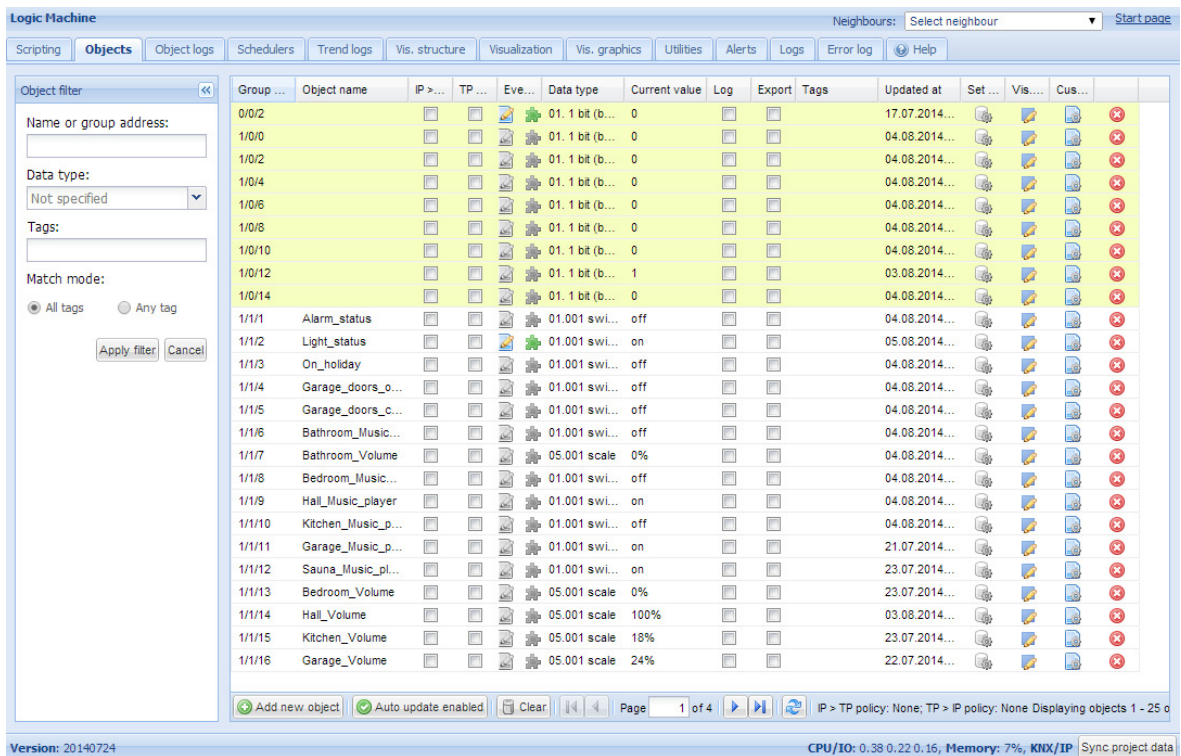 Logic Machine Neighbours: Select neighbour Start page
Scripting Objects Object logs Schedulers Trend logs Vis. structure Visualization Vis. graphics Utilities Alerts Logs Error log Help
Object filter
Name or group address:
Data type:
Not specified
Tags:
Match mode:
All tags Any tag
Apply filter Cancel
Group ... Object name IP >... TP ... Eve... Data type Current value Log Export Tags Updated at Set ... Vis.... Cus...
0/0/2 01. 1 bit (b... 0 17.07.2014...
1/0/0 01. 1 bit (b... 0 04.08.2014...
1/0/2 01. 1 bit (b... 0 04.08.2014...
1/0/4 01. 1 bit (b... 0 04.08.2014...
1/0/6 01. 1 bit (b... 0 04.08.2014...
1/0/8 01. 1 bit (b... 0 04.08.2014...
1/0/10 01. 1 bit (b... 0 04.08.2014...
1/0/12 01. 1 bit (b... 1 03.08.2014...
1/0/14 01. 1 bit (b... 0 04.08.2014...
1/1/1 Alarm_status 01.001 swi... off 04.08.2014...
1/1/2 Light_status 01.001 swi... on 05.08.2014...
1/1/3 On_holiday 01.001 swi... off 04.08.2014...
1/1/4 Garage_doors_o... 01.001 swi... off 04.08.2014...
1/1/5 Garage_doors_c... 01.001 swi... off 04.08.2014...
1/1/6 Bathroom_Music... 01.001 swi... off 04.08.2014...
1/1/7 Bathroom_Volume 05.001 scale 0% 04.08.2014...
1/1/8 Bedroom_Music... 01.001 swi... off 04.08.2014...
1/1/9 Hall_Music_player 01.001 swi... on 04.08.2014...
1/1/10 Kitchen_Music_p... 01.001 swi... off 04.08.2014...
1/1/11 Garage_Music_p... 01.001 swi... on 21.07.2014...
1/1/12 Sauna_Music_pl... 01.001 swi... on 23.07.2014...
1/1/13 Bedroom_Volume 05.001 scale 0% 23.07.2014...
1/1/14 Hall_Volume 05.001 scale 100% 03.08.2014...
1/1/15 Kitchen_Volume 05.001 scale 18% 23.07.2014...
1/1/16 Garage_Volume 05.001 scale 24% 22.07.2014...
Add new object Auto update enabled Clear Page 1 of 4 IP > TP policy: None; TP > IP policy: None Displaying objects 1 - 25 o
Version: 20140724 CPU/IO: 0.38 0.22 0.16, Memory: 7%, KNX/IP Sync project data